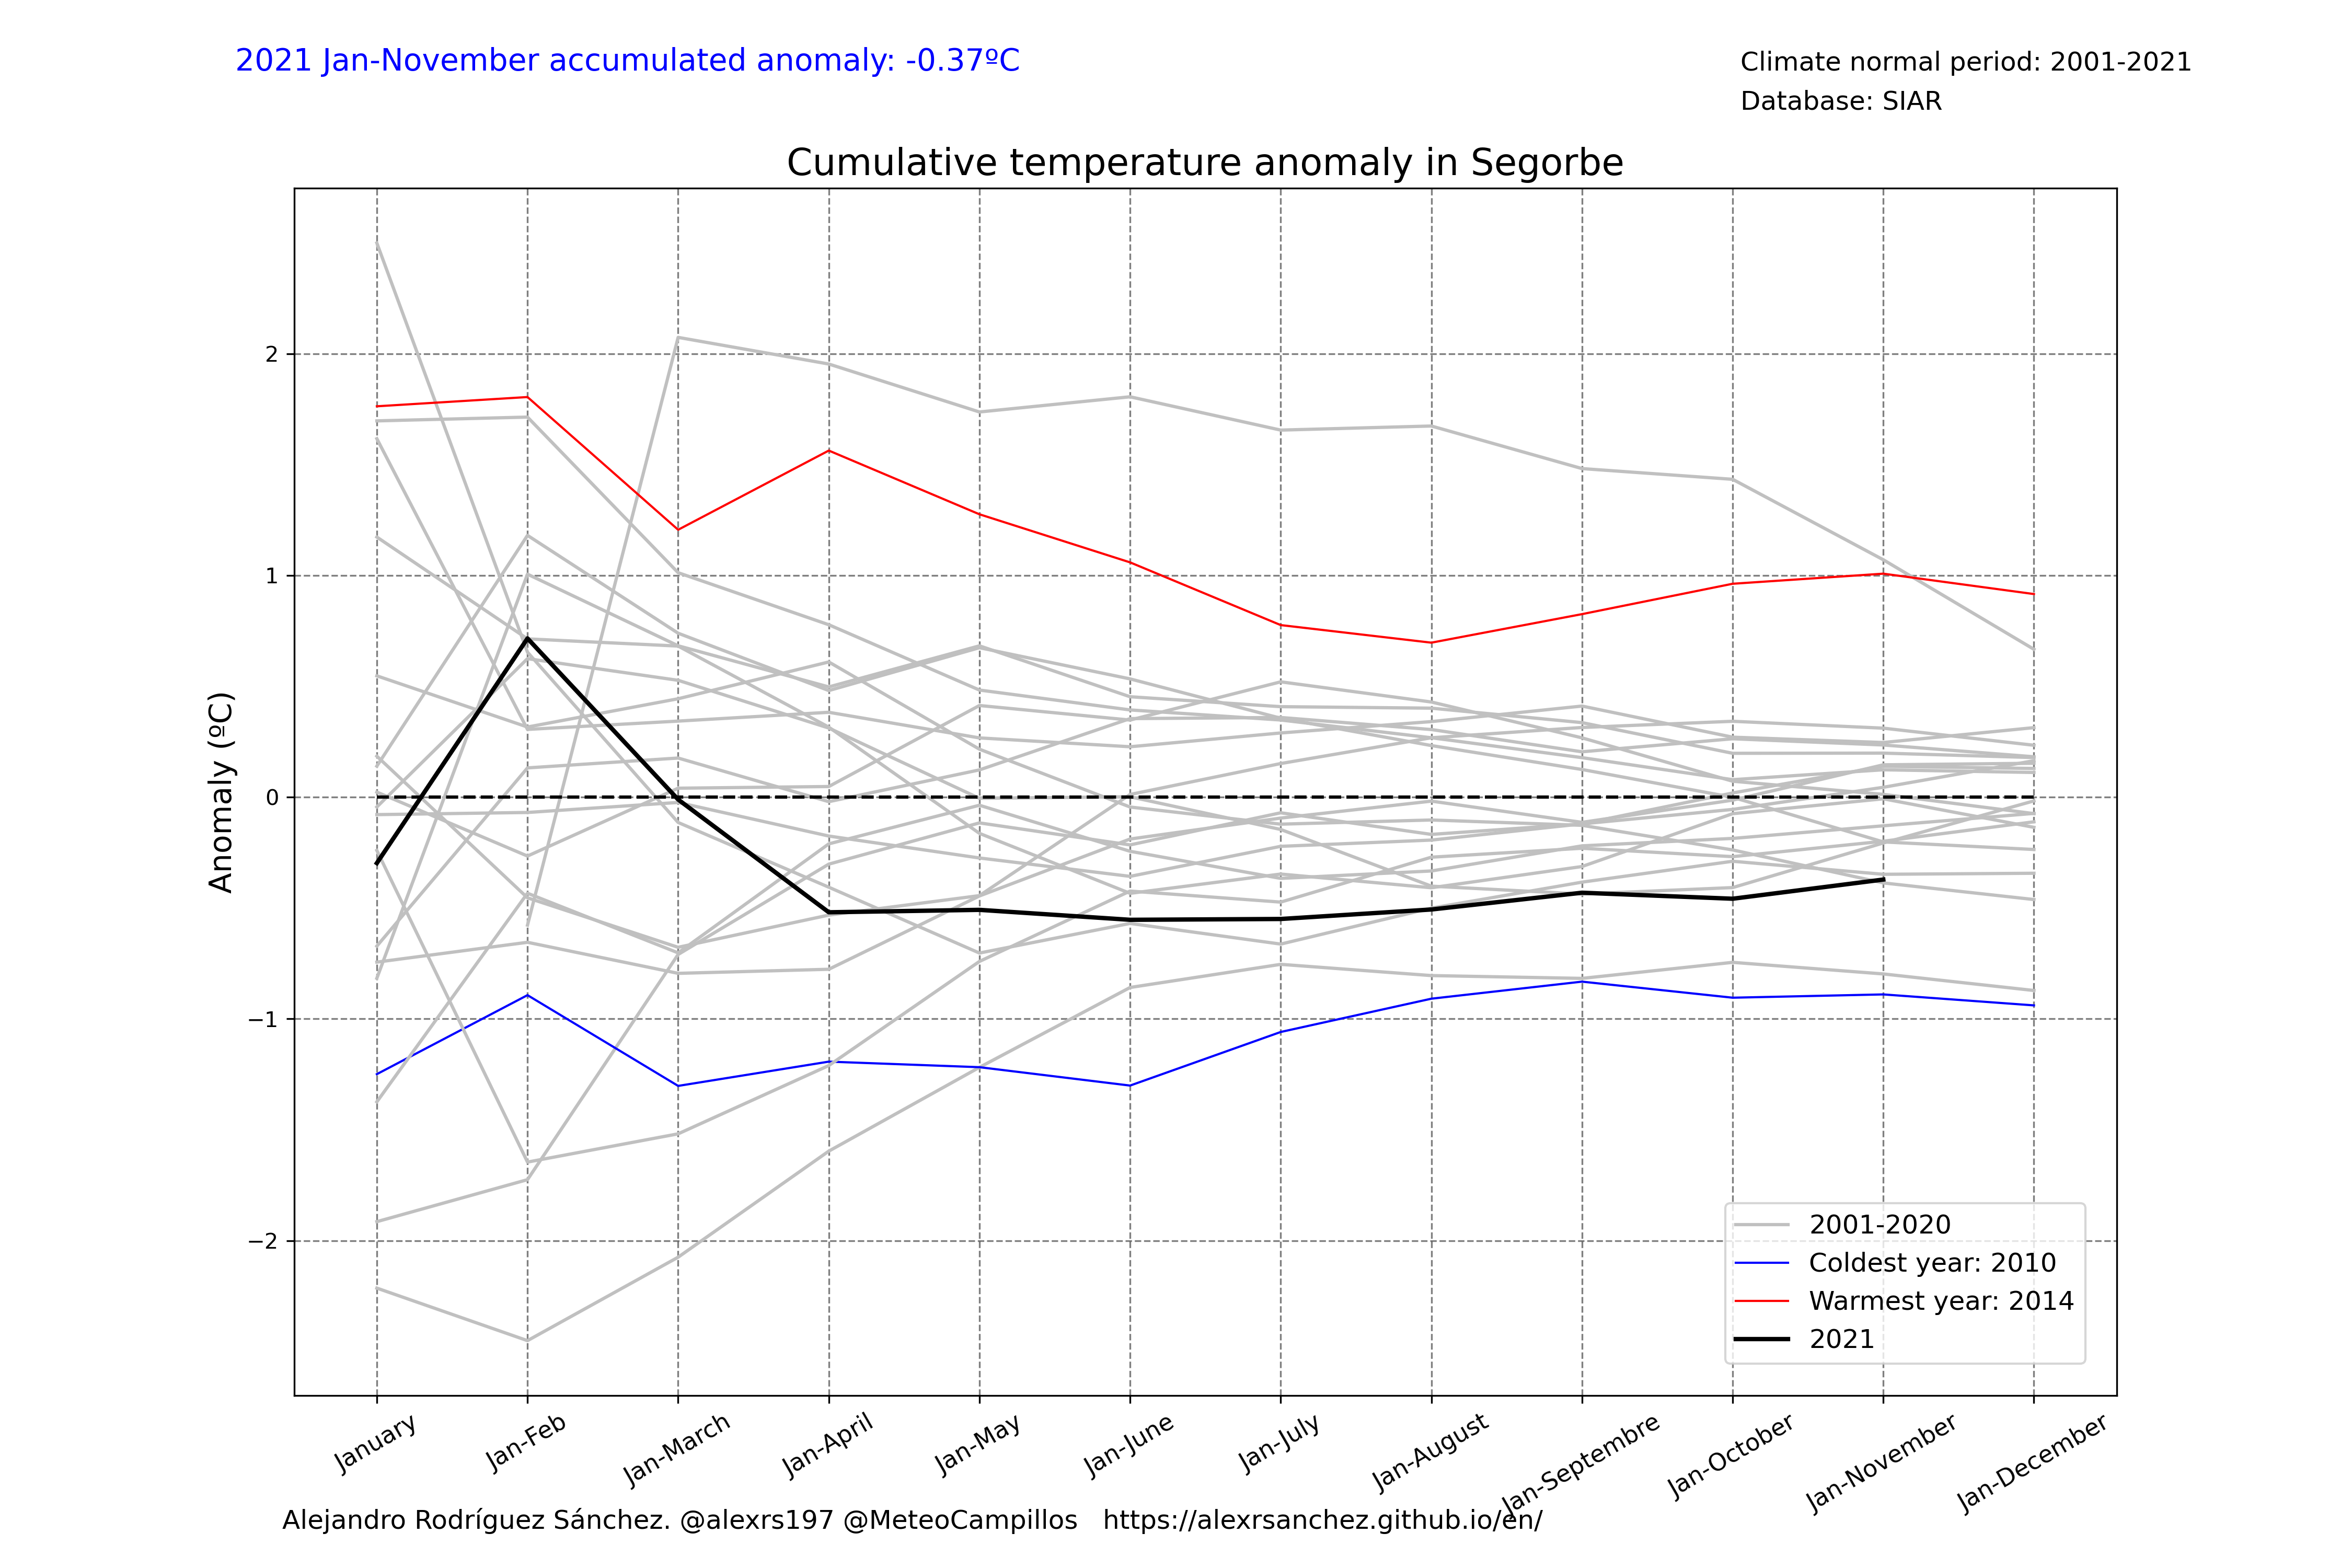 2021 Jan-November accumulated anomaly: -0.37ºC
Climate normal period: 2001-2021
Database: SIAR
Cumulative temperature anomaly in Segorbe
Anomaly (ºC)
2
1
0
−1
−2
2001-2020
Coldest year: 2010
Warmest year: 2014
2021
January
Jan-Feb
Jan-March
Jan-April
Jan-May
Jan-June
Jan-July
Jan-August
Jan-Septembre
Jan-October
Jan-November
Jan-December
Alejandro Rodríguez Sánchez. @alexrs197 @MeteoCampillos   https://alexrsanchez.github.io/en/